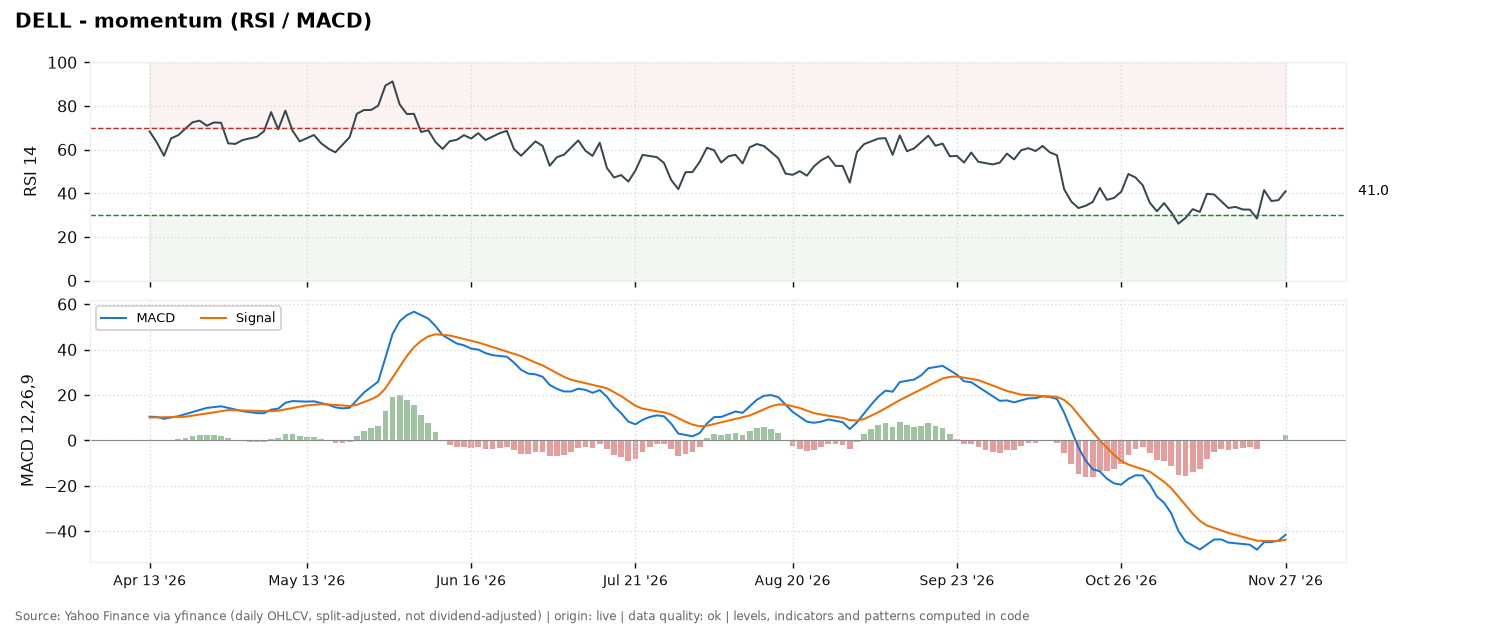 DELL - momentum (RSI / MACD)
100
80
60
40
20
0
RSI 14
41.0
60
40
20
0
−20
−40
MACD 12,26,9
MACD
Signal
Apr 13 '26
May 13 '26
Jun 16 '26
Jul 21 '26
Aug 20 '26
Sep 23 '26
Oct 26 '26
Nov 27 '26
Source: Yahoo Finance via yfinance (daily OHLCV, split-adjusted, not dividend-adjusted) | origin: live | data quality: ok | levels, indicators and patterns computed in code